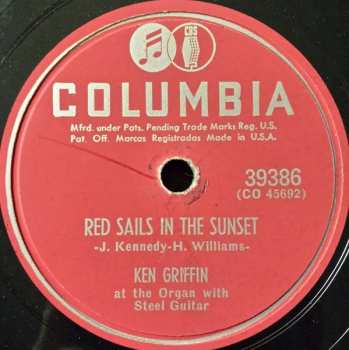 CBS
COLUMBIA
Mfrd. under Pats. Pending Trade Marks Reg. U.S.
Pat. Off. Marcas Registradas Made in U.S.A.
39386
(CO 45692)
RED SAILS IN THE SUNSET
-J. Kennedy-H. Williams-
KEN GRIFFIN
at the Organ with
Steel Guitar